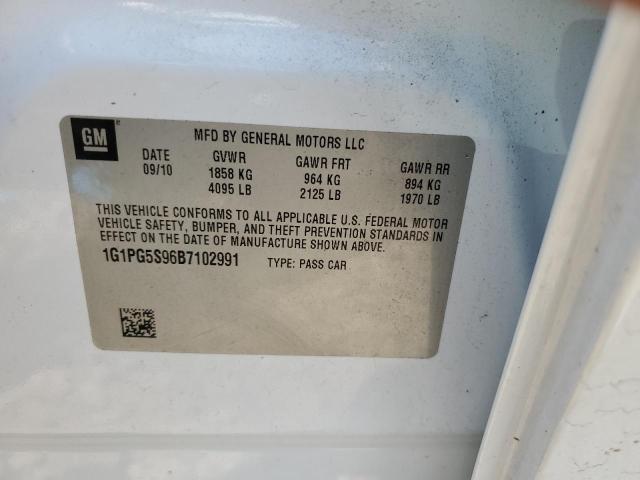 GM
MFD BY GENERAL MOTORS LLC
DATE GVWR GAWR FRT GAWR RR
09/10 1858 KG 964 KG 894 KG
4095 LB 2125 LB 1970 LB
THIS VEHICLE CONFORMS TO ALL APPLICABLE U.S. FEDERAL MOTOR
VEHICLE SAFETY, BUMPER, AND THEFT PREVENTION STANDARDS IN
EFFECT ON THE DATE OF MANUFACTURE SHOWN ABOVE.
1G1PG5S96B7102991 TYPE: PASS CAR